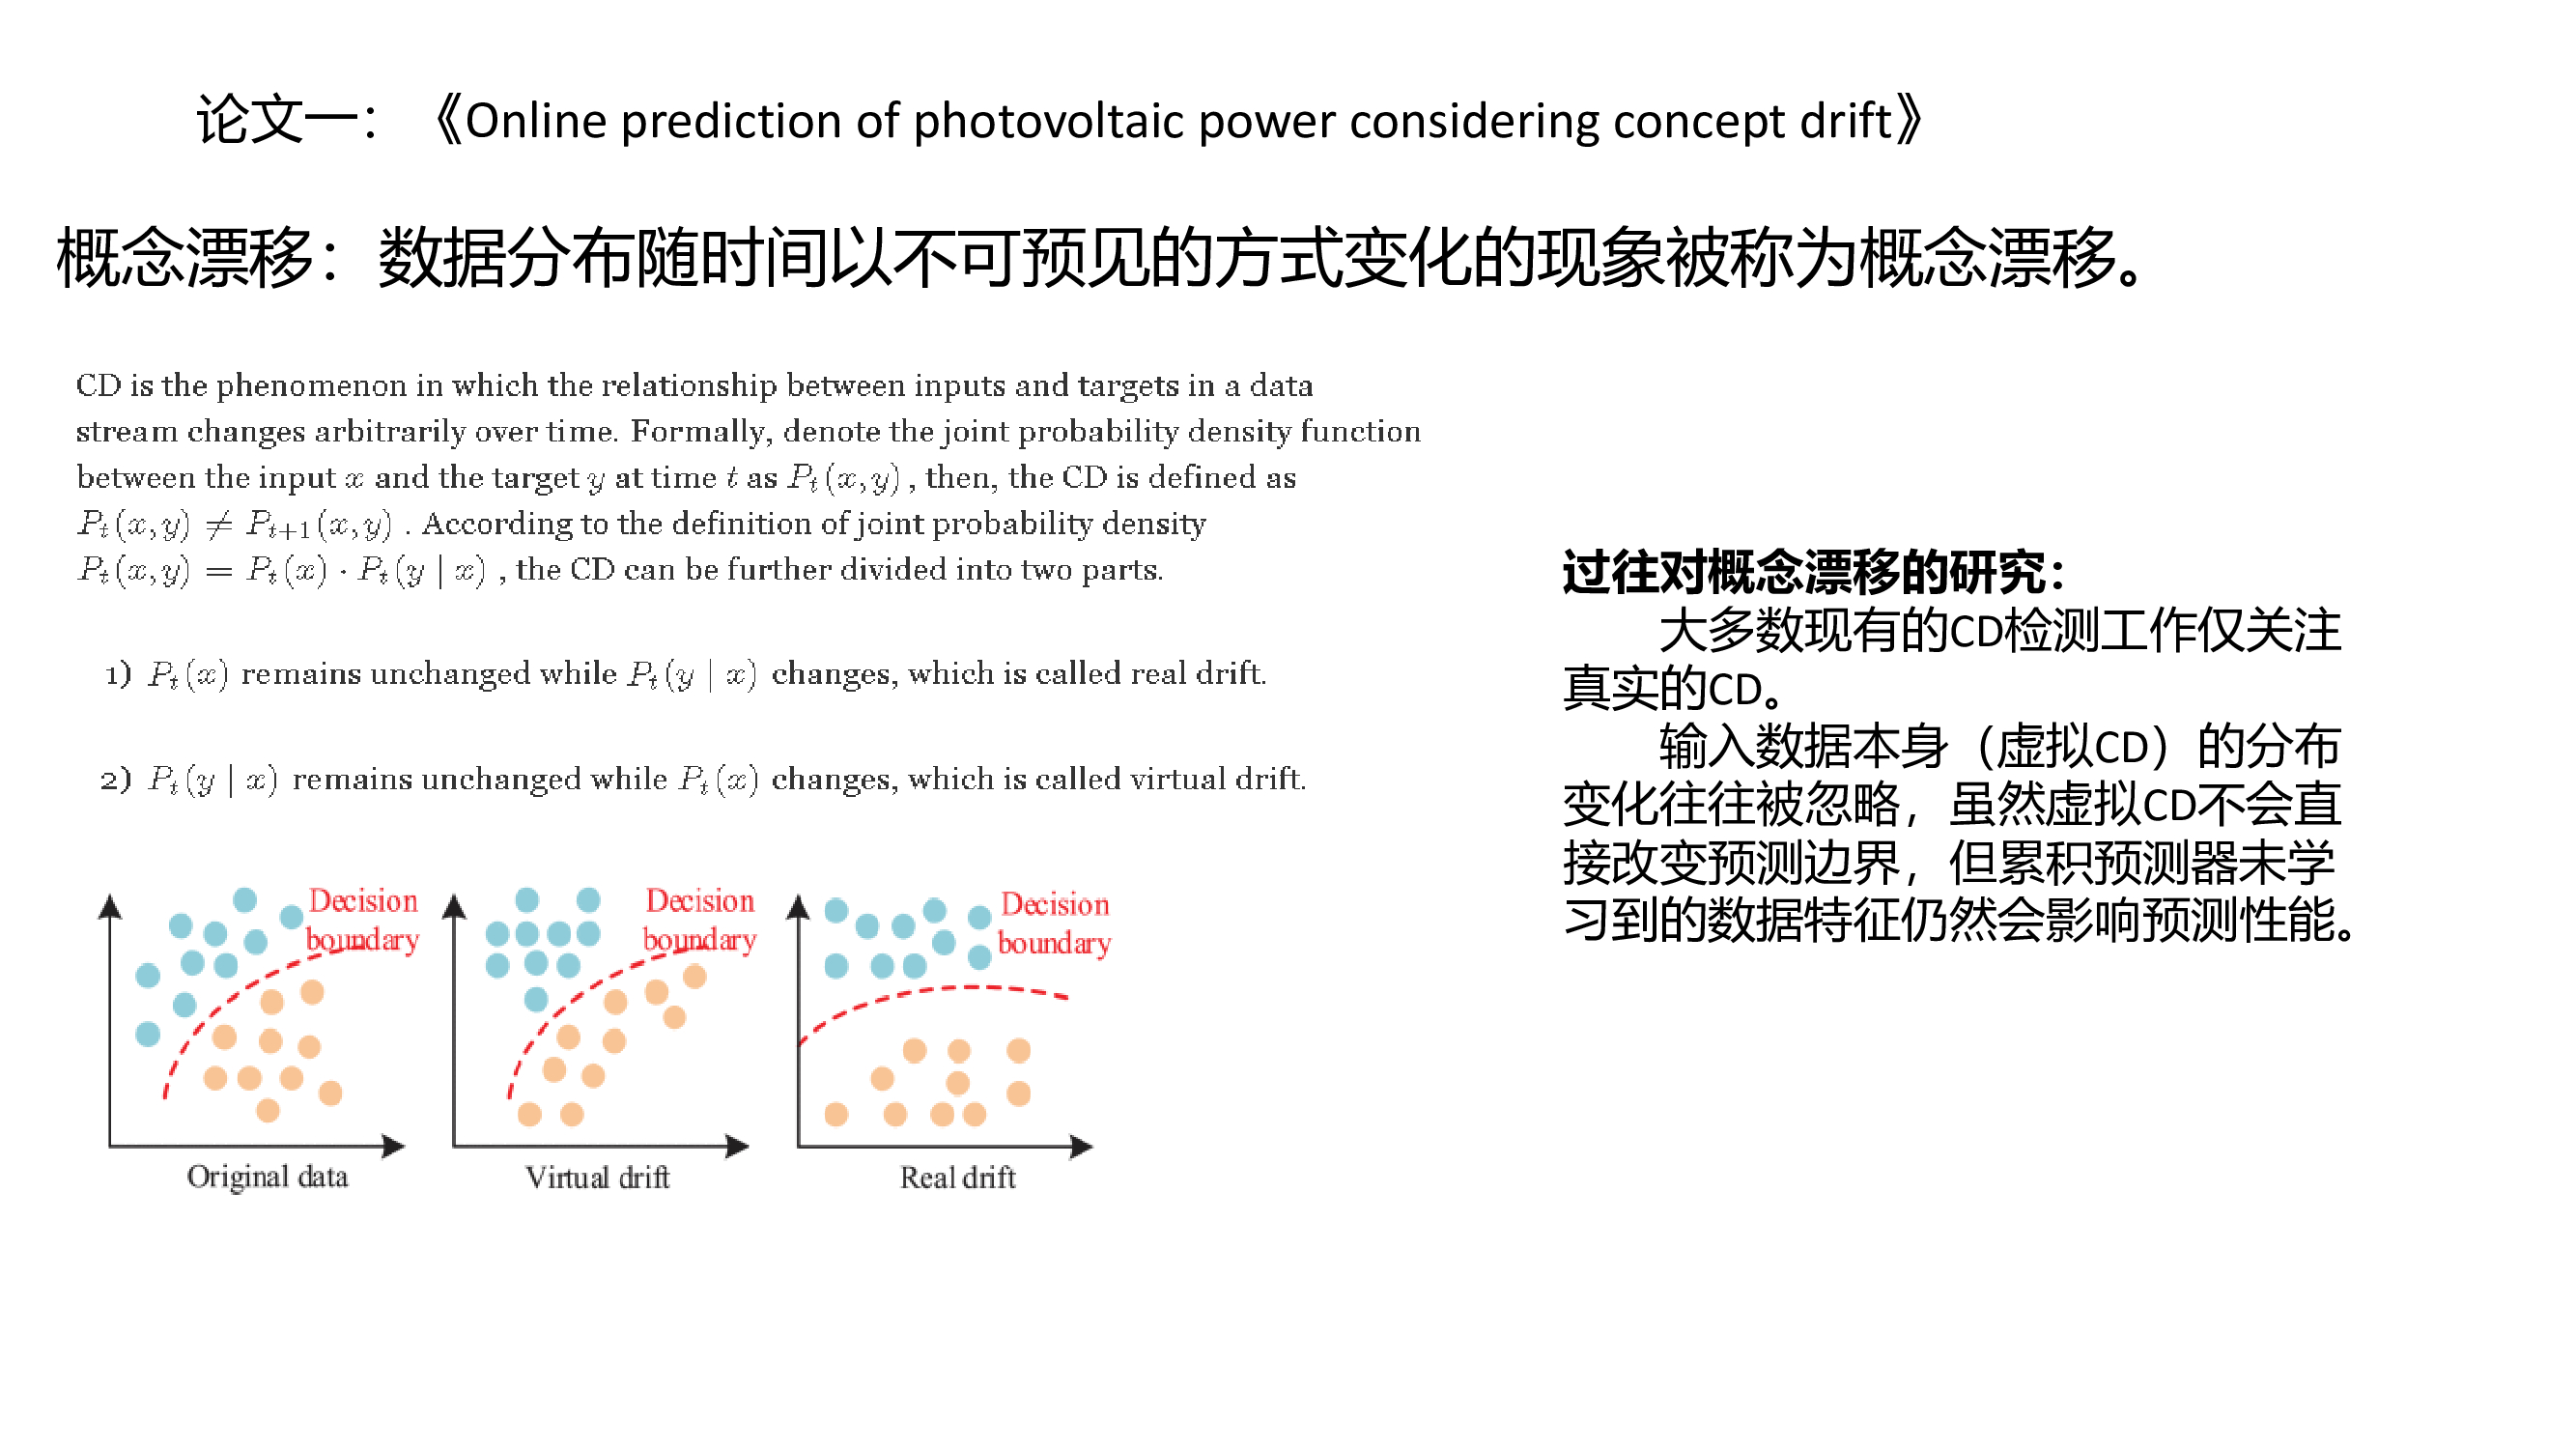 论文一：《Online prediction of photovoltaic power considering concept drift》
概念漂移：数据分布随时间以不可预见的方式变化的现象被称为概念漂移。
CD is the phenomenon in which the relationship between inputs and targets in a data
stream changes arbitrarily over time. Formally, denote the joint probability density function
between the input x and the target y at time t as P_t(x,y), then, the CD is defined as
P_t(x,y) ≠ P_{t+1}(x,y). According to the definition of joint probability density
P_t(x,y) = P_t(x) · P_t(y | x), the CD can be further divided into two parts.
1) P_t(x) remains unchanged while P_t(y | x) changes, which is called real drift.
2) P_t(y | x) remains unchanged while P_t(x) changes, which is called virtual drift.
过往对概念漂移的研究：
大多数现有的CD检测工作仅关注
真实的CD。
输入数据本身（虚拟CD）的分布
变化往往被忽略，虽然虚拟CD不会直
接改变预测边界，但累积预测器未学
习到的数据特征仍然会影响预测性能。
Decision
boundary
Original data
Decision
boundary
Virtual drift
Decision
boundary
Real drift